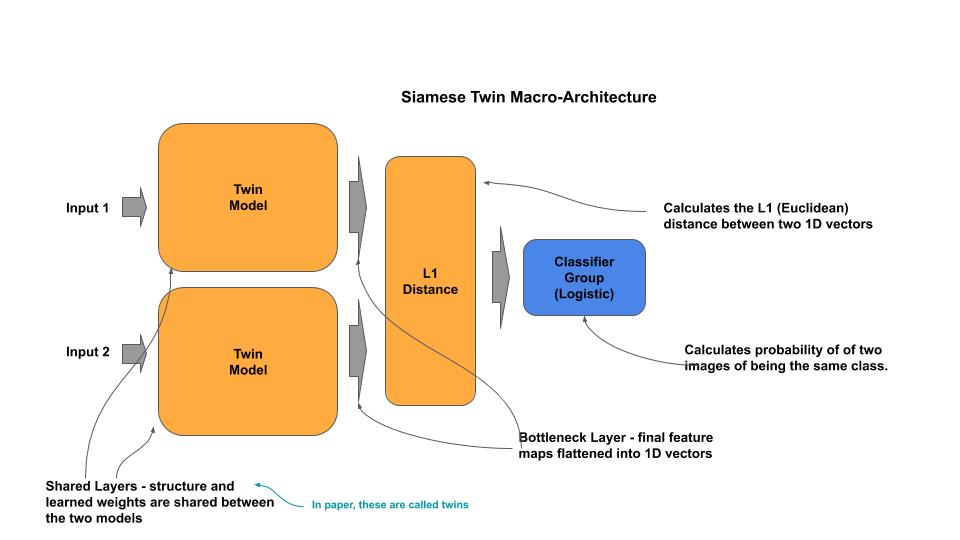 Siamese Twin Macro-Architecture
Input 1
Twin
Model
L1
Distance
Calculates the L1 (Euclidean)
distance between two 1D vectors
Classifier
Group
(Logistic)
Input 2
Twin
Model
Calculates probability of of two
images of being the same class.
Bottleneck Layer - final feature
maps flattened into 1D vectors
Shared Layers - structure and
learned weights are shared between
the two models
In paper, these are called twins